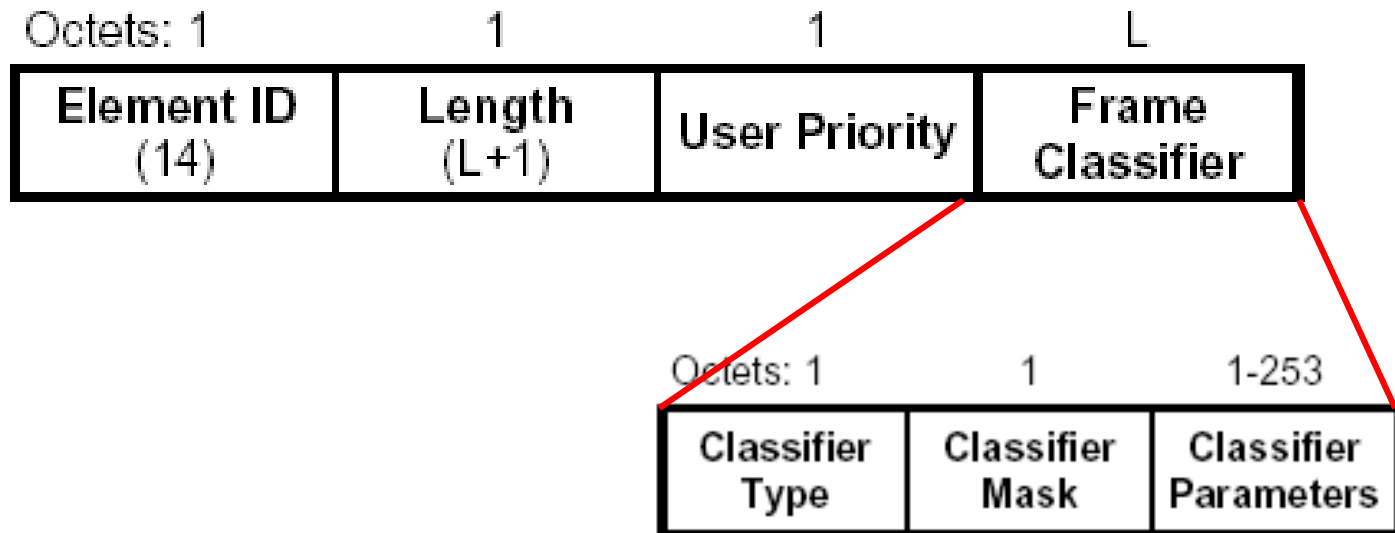 Octets: 1 1 1 L
Element ID (14) Length (L+1) User Priority Frame Classifier
Octets: 1 1 1-253
Classifier Type Classifier Mask Classifier Parameters